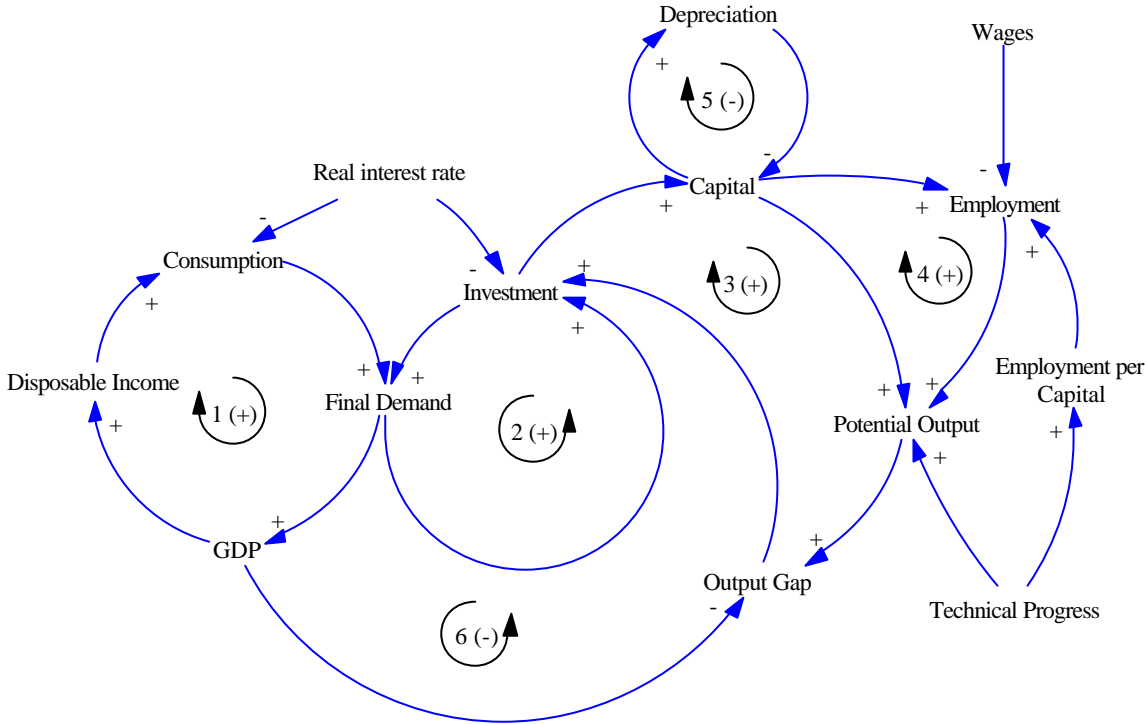 Depreciation
Wages
+
5 (-)
-
Real interest rate
Capital
-
+
+
Employment
-
Consumption
+
-
+
3 (+)
4 (+)
Investment
+
+
Disposable Income
+
+
Final Demand
1 (+)
2 (+)
+
+
Employment per
Capital
Potential Output
+
+
+
+
+
GDP
Output Gap
-
Technical Progress
6 (-)